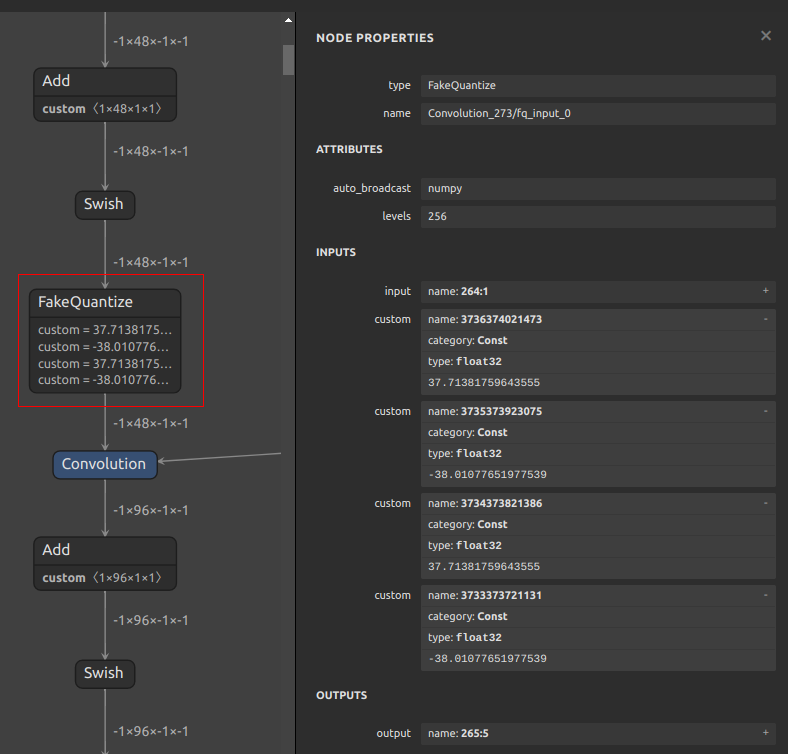 -1×48×-1×-1
Add
custom 〈1×48×1×1〉
-1×48×-1×-1
Swish
-1×48×-1×-1
FakeQuantize
custom = 37.7138175…
custom = -38.010776…
custom = 37.7138175…
custom = -38.010776…
-1×48×-1×-1
Convolution
-1×96×-1×-1
Add
custom 〈1×96×1×1〉
-1×96×-1×-1
Swish
-1×96×-1×-1
NODE PROPERTIES ×
type FakeQuantize
name Convolution_273/fq_input_0
ATTRIBUTES
auto_broadcast numpy
levels 256
INPUTS
input name: 264:1 +
custom name: 3736374021473 -
category: Const
type: float32
37.71381759643555
custom name: 3735373923075 -
category: Const
type: float32
-38.01077651977539
custom name: 3734373821386 -
category: Const
type: float32
37.71381759643555
custom name: 3733373721131 -
category: Const
type: float32
-38.01077651977539
OUTPUTS
output name: 265:5 +